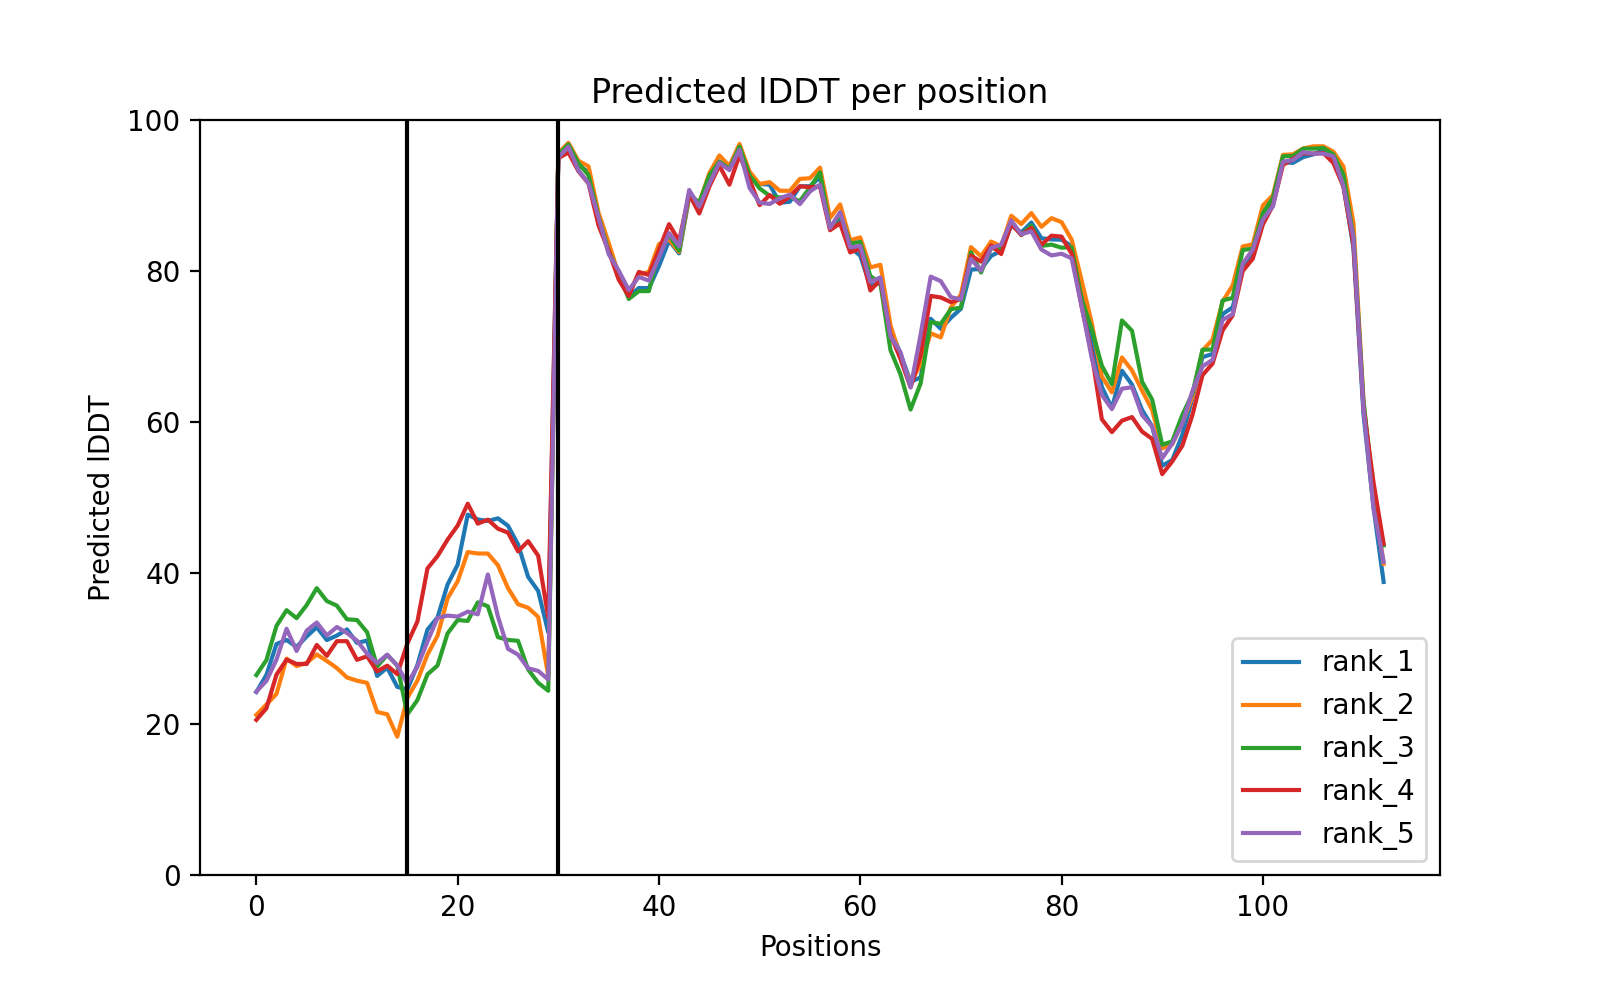 Predicted lDDT per position
Predicted lDDT
100
80
60
40
20
0
0 20 40 60 80 100
Positions
rank_1
rank_2
rank_3
rank_4
rank_5